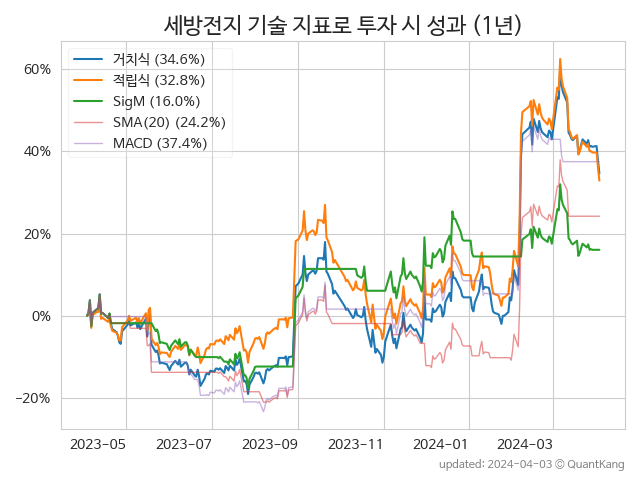 세방전지 기술 지표로 투자 시 성과 (1년)
거치식 (34.6%)
적립식 (32.8%)
SigM (16.0%)
SMA(20) (24.2%)
MACD (37.4%)
60%
40%
20%
0%
−20%
2023-05 2023-07 2023-09 2023-11 2024-01 2024-03
updated: 2024-04-03 © QuantKang